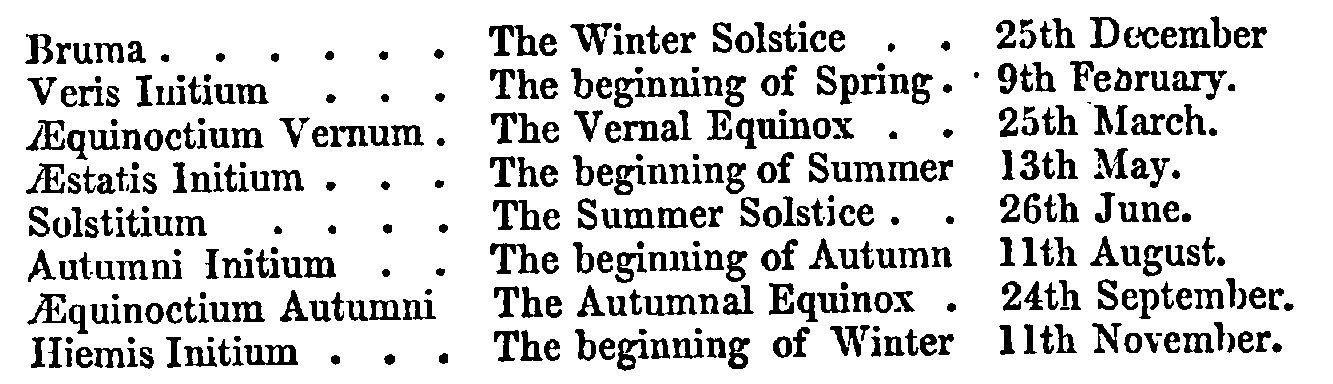 Bruma . . . . . . The Winter Solstice . . 25th December
Veris Initium . . . The beginning of Spring . 9th February.
Æquinoctium Vernum . The Vernal Equinox . . 25th March.
Æstatis Initium . . . The beginning of Summer 13th May.
Solstitium . . . . The Summer Solstice . . 26th June.
Autumni Initium . . The beginning of Autumn 11th August.
Æquinoctium Autumni The Autumnal Equinox . 24th September.
Hiemis Initium . . . The beginning of Winter 11th November.